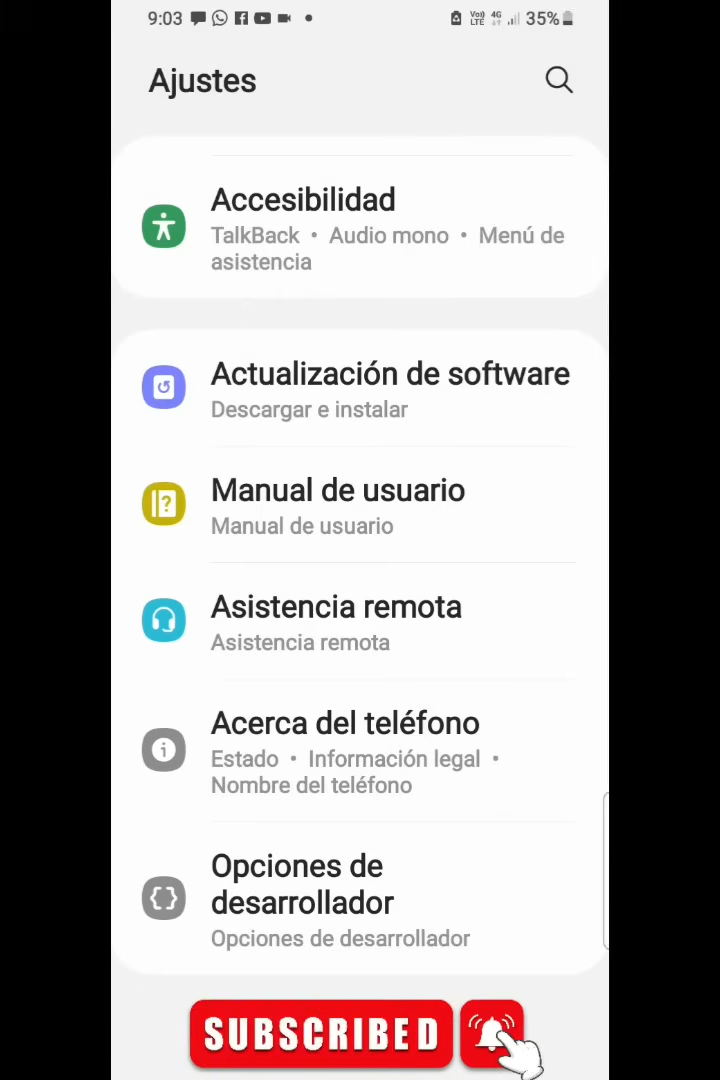 9:03 VoLTE 4G 35%
Ajustes
Accesibilidad
TalkBack • Audio mono • Menú de
asistencia
Actualización de software
Descargar e instalar
Manual de usuario
Manual de usuario
Asistencia remota
Asistencia remota
Acerca del teléfono
Estado • Información legal •
Nombre del teléfono
Opciones de
desarrollador
Opciones de desarrollador
SUBSCRIBED